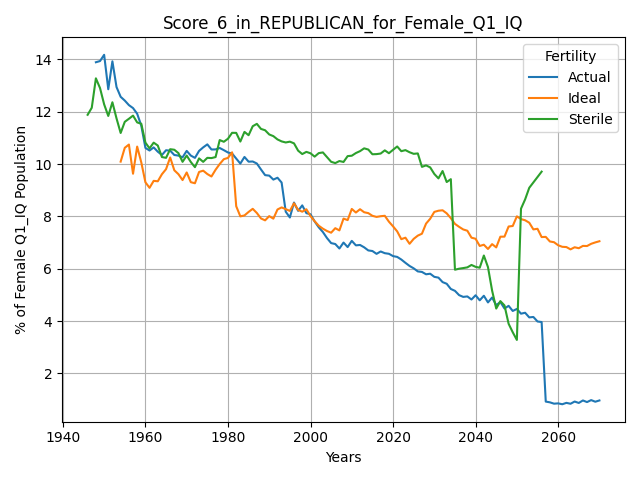 Score_6_in_REPUBLICAN_for_Female_Q1_IQ
Fertility
Actual
Ideal
Sterile
% of Female Q1_IQ Population
14
12
10
8
6
4
2
1940
1960
1980
2000
2020
2040
2060
Years